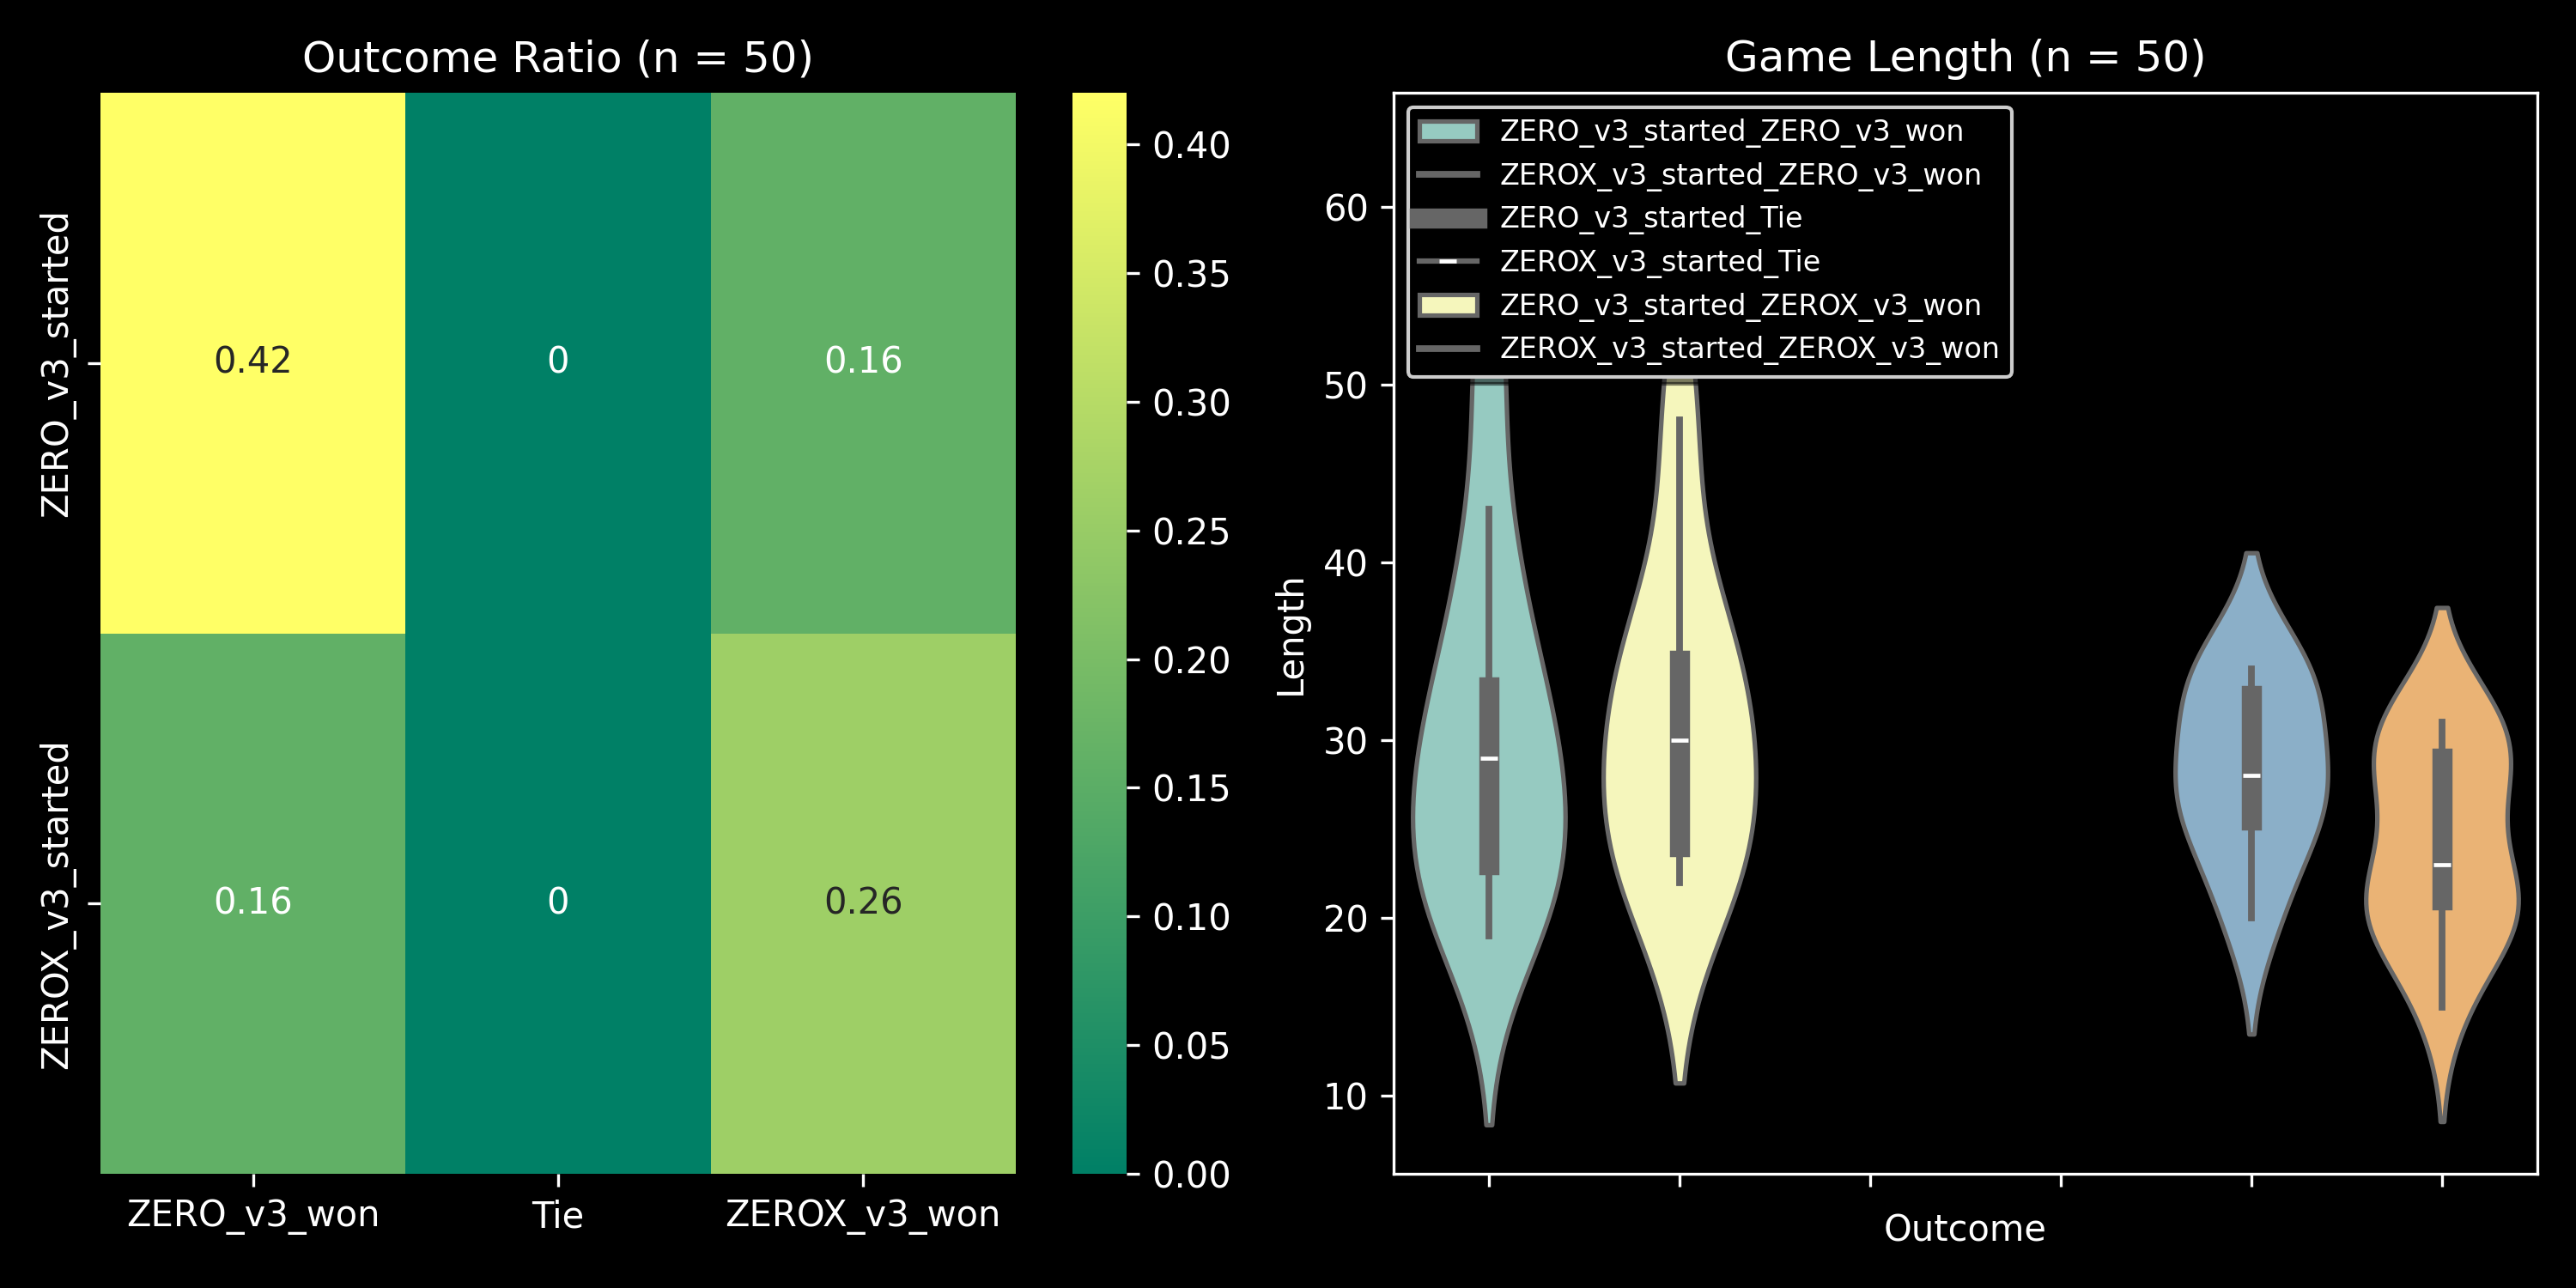 Outcome Ratio (n = 50)
ZERO_v3_started
ZEROX_v3_started
0.42
0
0.16
0.16
0
0.26
ZERO_v3_won
Tie
ZEROX_v3_won
0.40
0.35
0.30
0.25
0.20
0.15
0.10
0.05
0.00
Game Length (n = 50)
ZERO_v3_started_ZERO_v3_won
ZEROX_v3_started_ZERO_v3_won
ZERO_v3_started_Tie
ZEROX_v3_started_Tie
ZERO_v3_started_ZEROX_v3_won
ZEROX_v3_started_ZEROX_v3_won
Length
60
50
40
30
20
10
Outcome